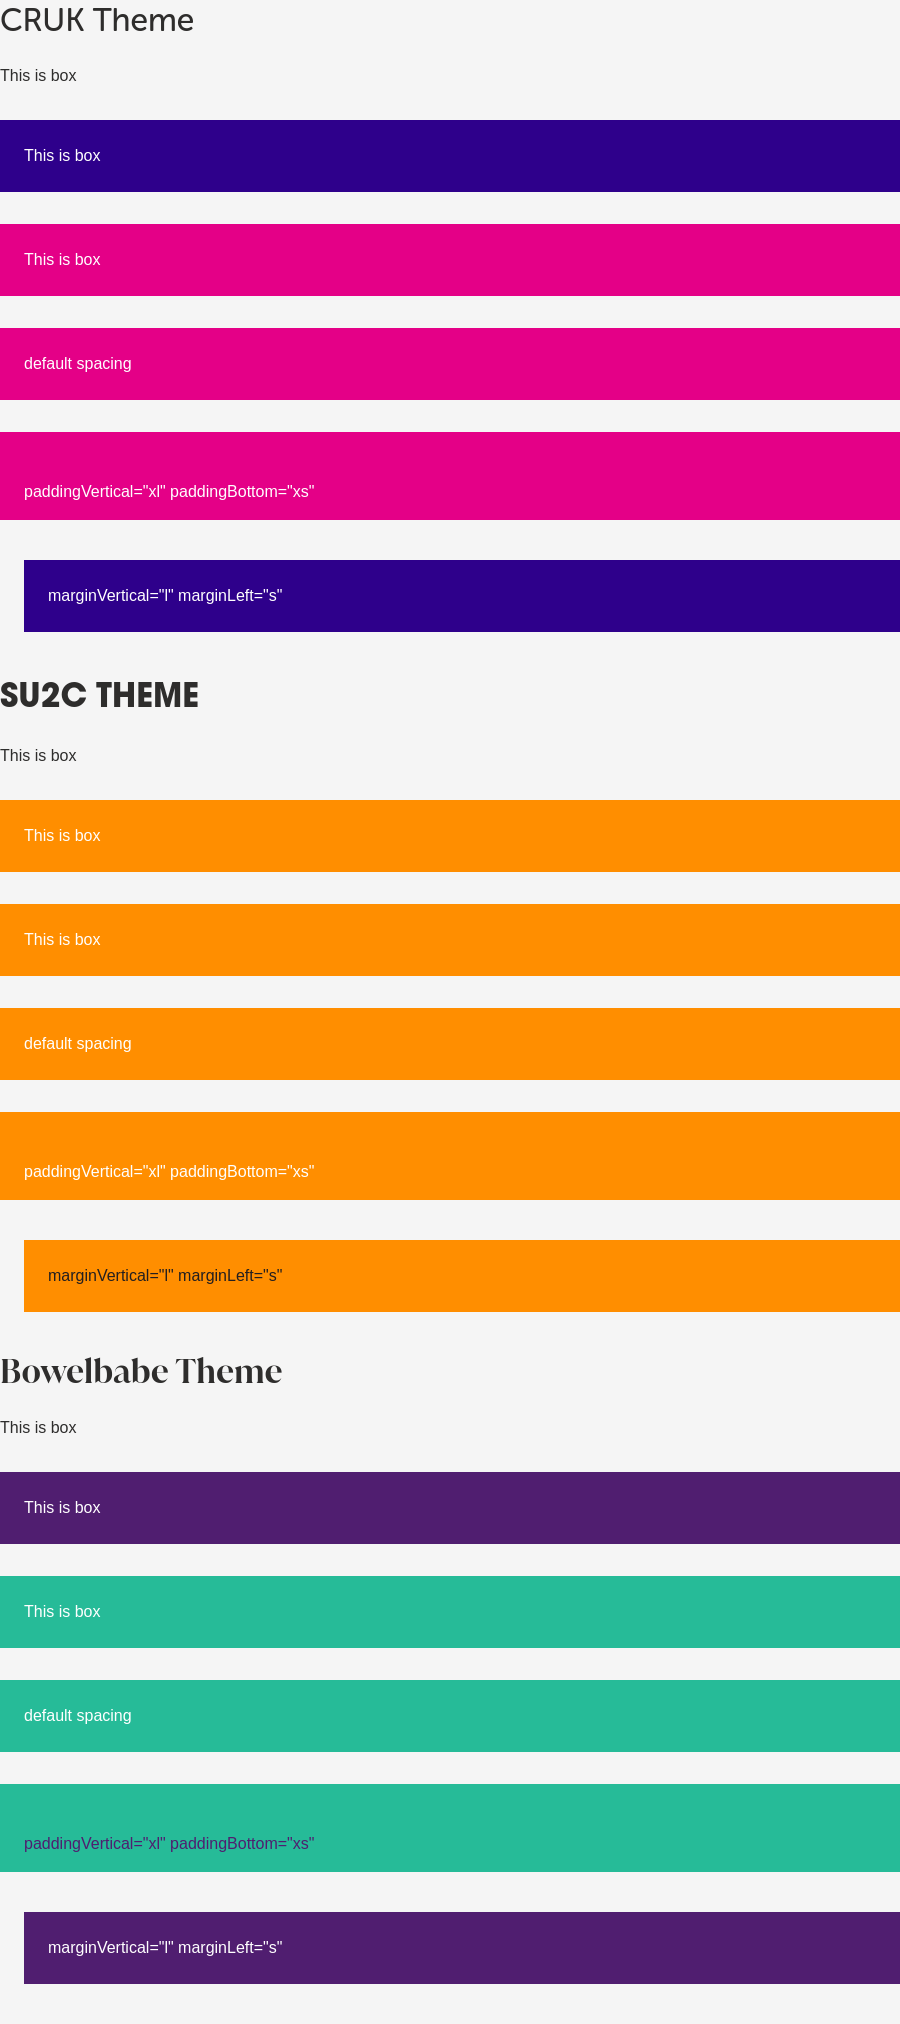 CRUK Theme
This is box
This is box
This is box
default spacing
paddingVertical="xl" paddingBottom="xs"
marginVertical="l" marginLeft="s"
SU2C THEME
This is box
This is box
This is box
default spacing
paddingVertical="xl" paddingBottom="xs"
marginVertical="l" marginLeft="s"
Bowelbabe Theme
This is box
This is box
This is box
default spacing
paddingVertical="xl" paddingBottom="xs"
marginVertical="l" marginLeft="s"